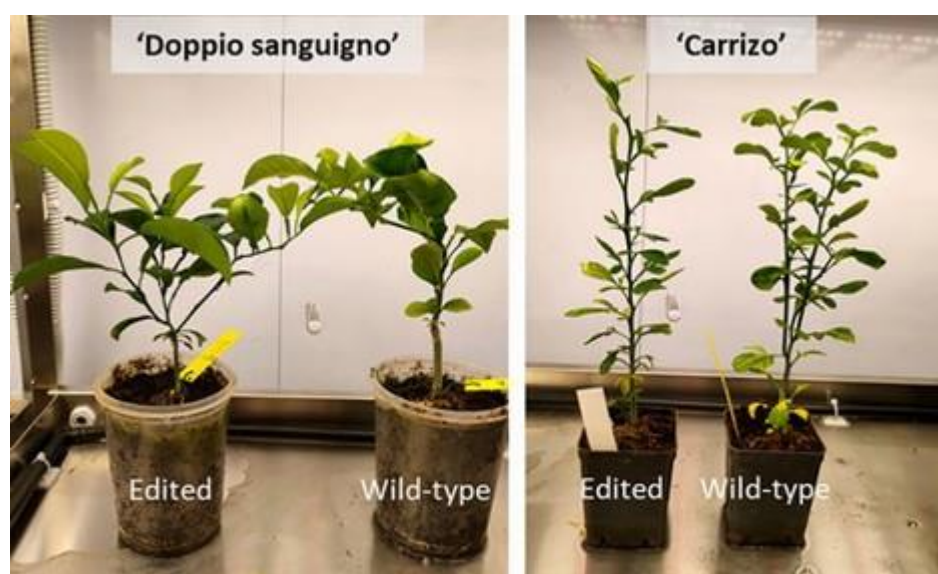 ‘Doppio sanguigno’
‘Carrizo’
Edited
Wild-type
Edited
Wild-type